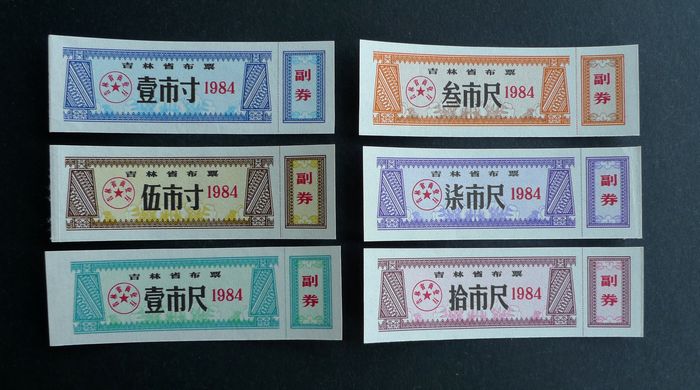 吉林省布票
壹市寸 1984
副券
吉林省布票
叁市尺 1984
副券
吉林省布票
伍市寸 1984
副券
吉林省布票
柒市尺 1984
副券
吉林省布票
壹市尺 1984
副券
吉林省布票
拾市尺 1984
副券